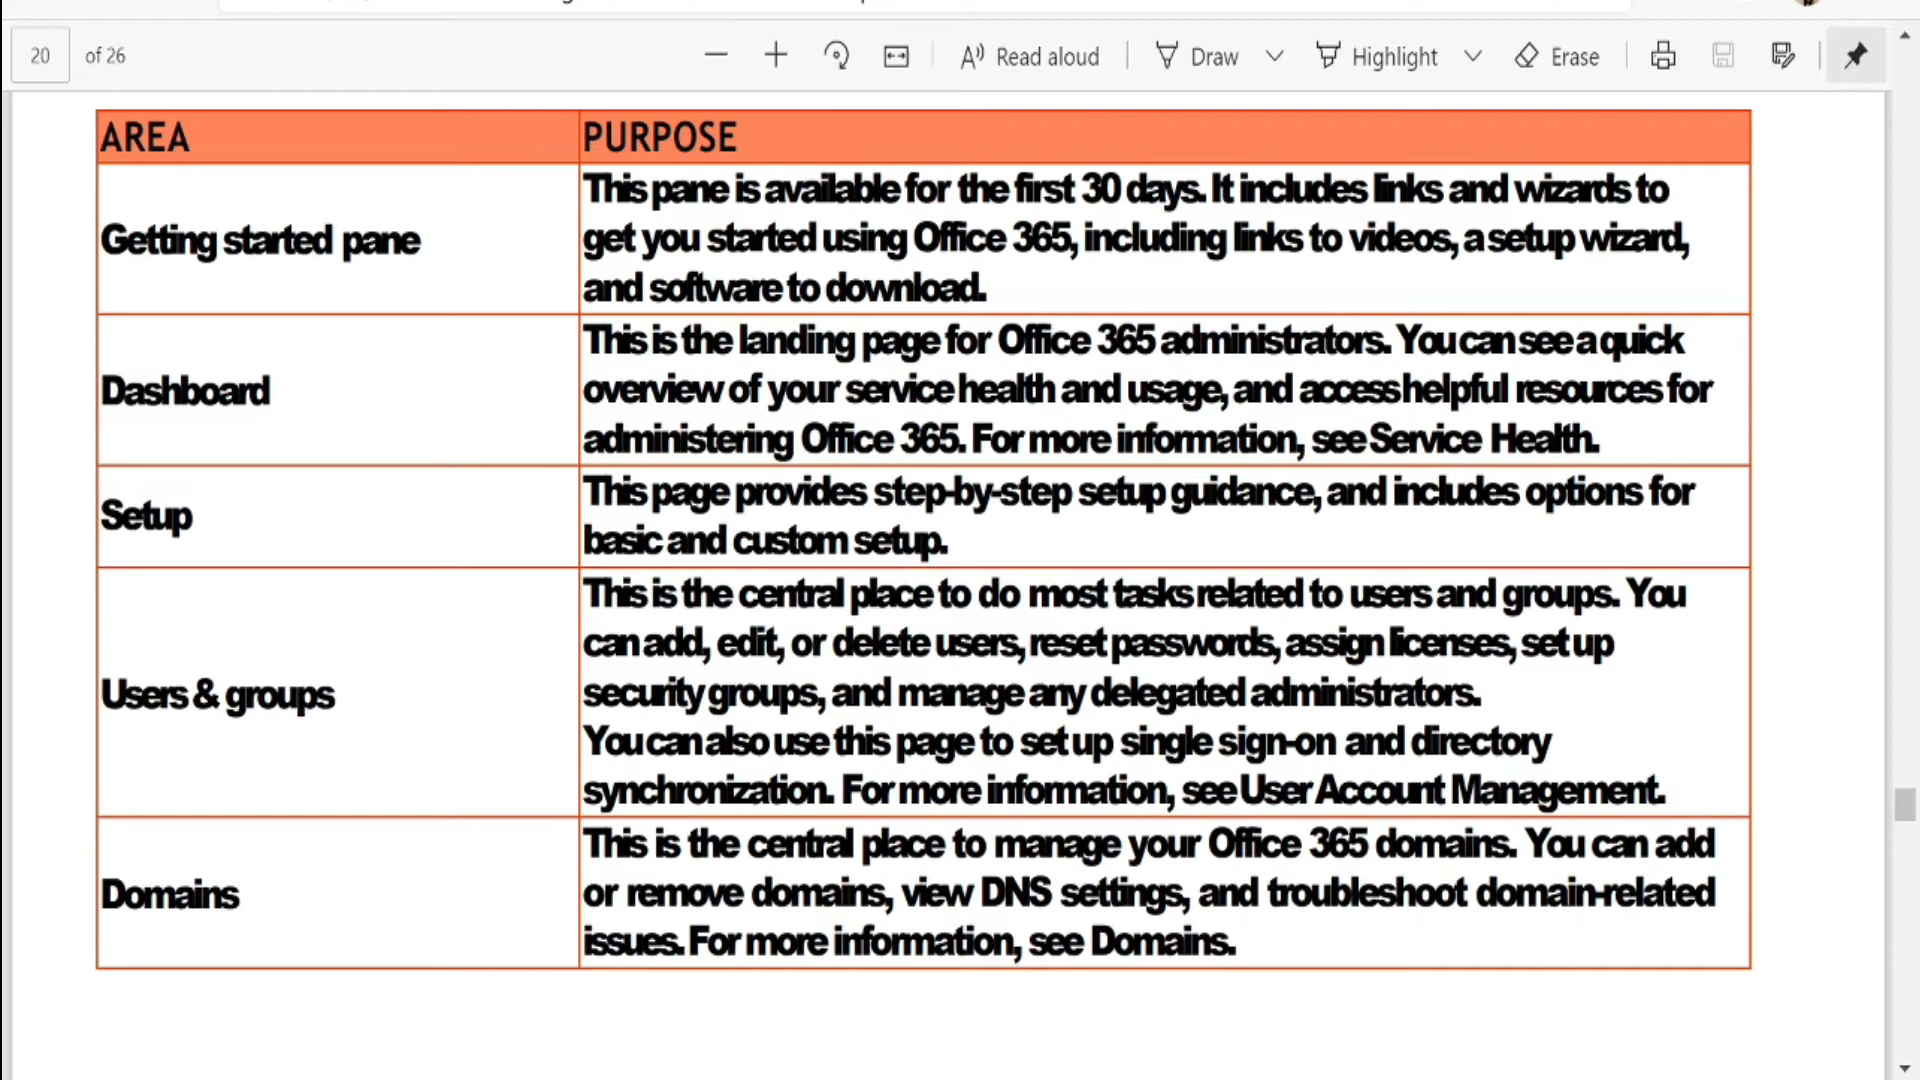 20 of 26 Read aloud Draw Highlight Erase
AREA PURPOSE
Getting started pane
This pane is available for the first 30 days. It includes links and wizards to
get you started using Office 365, including links to videos, a setup wizard,
and software to download.
Dashboard
This is the landing page for Office 365 administrators. You can see a quick
overview of your service health and usage, and access helpful resources for
administering Office 365. For more information, see Service Health.
Setup
This page provides step-by-step setup guidance, and includes options for
basic and custom setup.
Users & groups
This is the central place to do most tasks related to users and groups. You
can add, edit, or delete users, reset passwords, assign licenses, set up
security groups, and manage any delegated administrators.
You can also use this page to set up single sign-on and directory
synchronization. For more information, see User Account Management.
Domains
This is the central place to manage your Office 365 domains. You can add
or remove domains, view DNS settings, and troubleshoot domain-related
issues. For more information, see Domains.